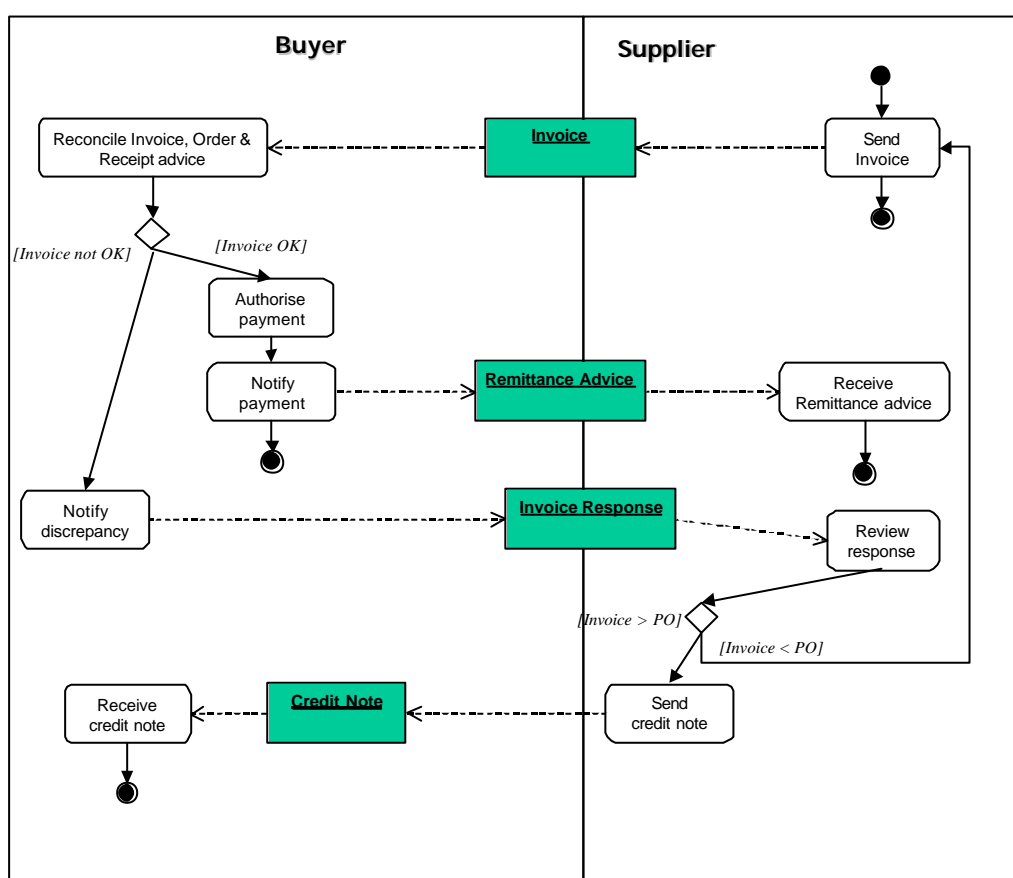 Buyer
Supplier
Reconcile Invoice, Order &
Receipt advice
Invoice
Send
Invoice
[Invoice not OK]
[Invoice OK]
Authorise
payment
Notify
payment
Remittance Advice
Receive
Remittance advice
Notify
discrepancy
Invoice Response
Review
response
[Invoice > PO]
[Invoice < PO]
Receive
credit note
Credit Note
Send
credit note